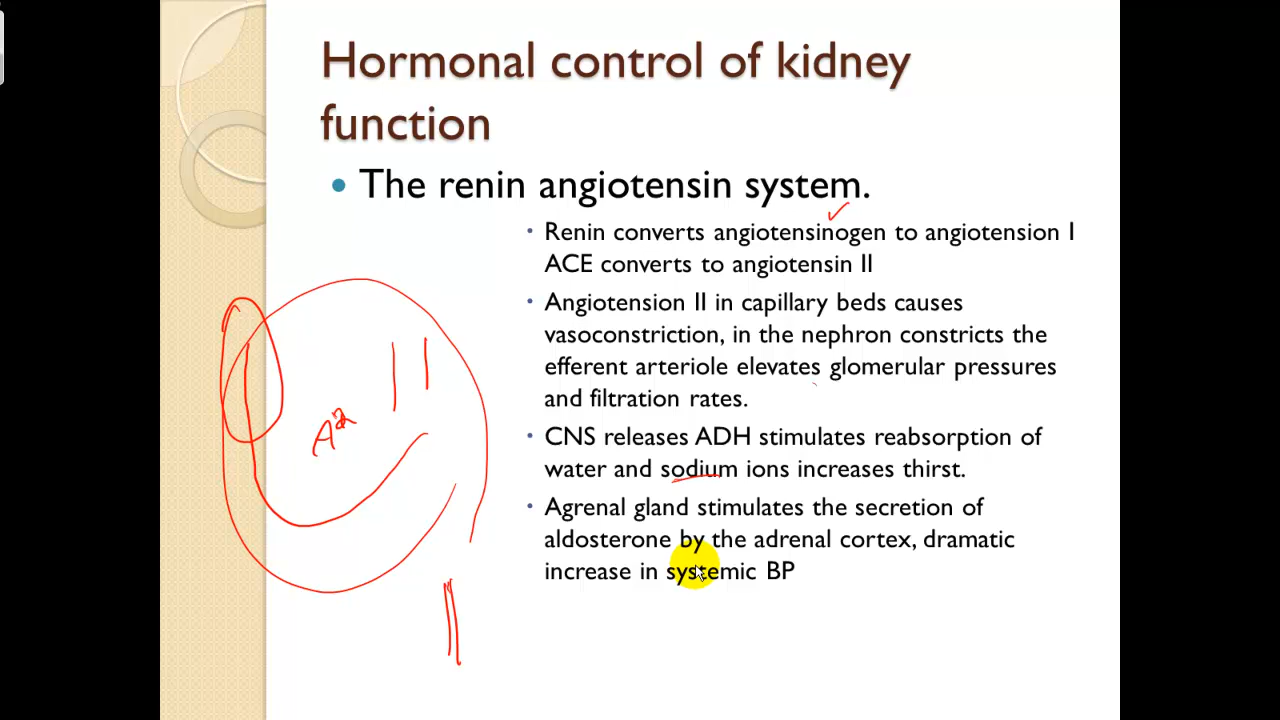 Hormonal control of kidney
function
• The renin angiotensin system.
• Renin converts angiotensinogen to angiotension I
ACE converts to angiotensin II
• Angiotension II in capillary beds causes
vasoconstriction, in the nephron constricts the
efferent arteriole elevates glomerular pressures
and filtration rates.
• CNS releases ADH stimulates reabsorption of
water and sodium ions increases thirst.
• Agrenal gland stimulates the secretion of
aldosterone by the adrenal cortex, dramatic
increase in systemic BP
A2